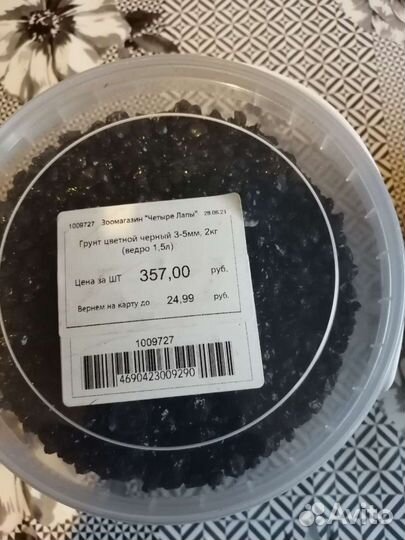 1009727 Зоомагазин "Четыре Лапы" 28.06.21
Грунт цветной черный 3-5мм, 2кг
(ведро 1,5л)
Цена за ШТ 357,00 руб.
Вернем на карту до 24.99 руб.
1009727
4690423009290
Avito